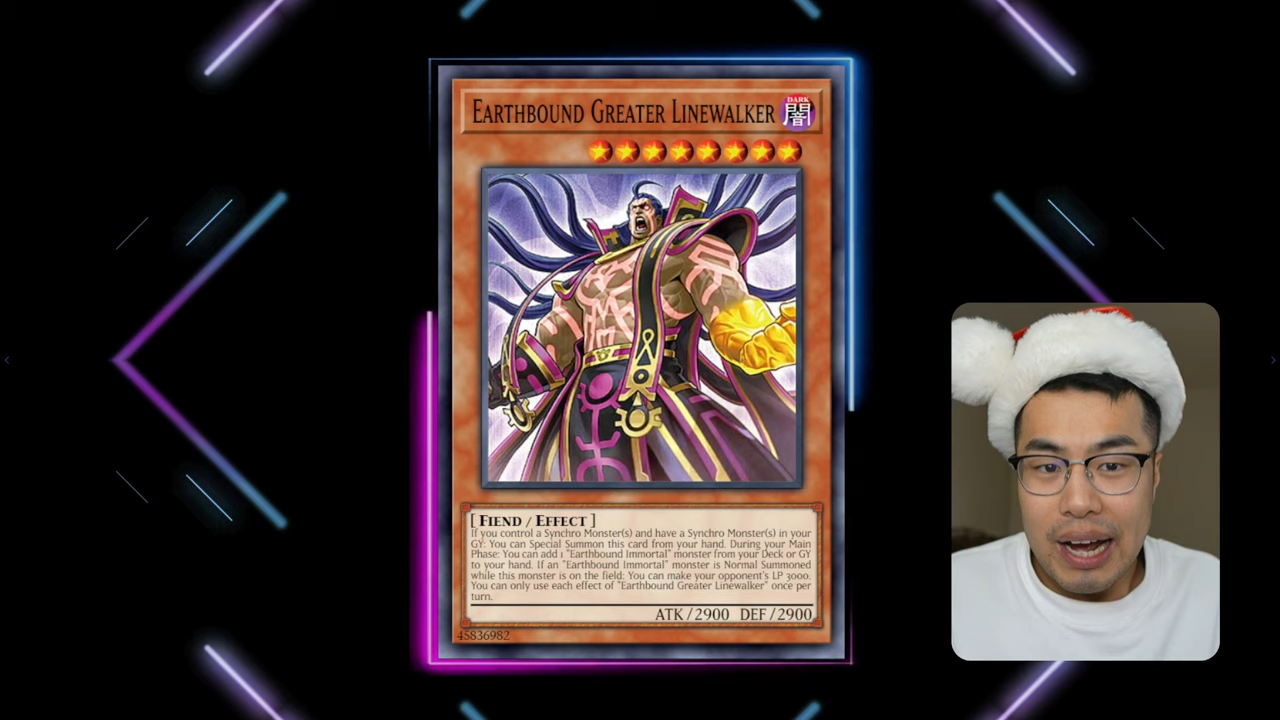 EARTHBOUND GREATER LINEWALKER
DARK
闇
[ FIEND / EFFECT ]
If you control a Synchro Monster(s) and have a Synchro Monster(s) in your
GY: You can Special Summon this card from your hand. During your Main
Phase: You can add 1 "Earthbound Immortal" monster from your Deck or GY
to your hand. If an "Earthbound Immortal" monster is Normal Summoned
while this monster is on the field: You can make your opponent's LP 3000.
You can only use each effect of "Earthbound Greater Linewalker" once per
turn.
ATK / 2900 DEF / 2900
45836982